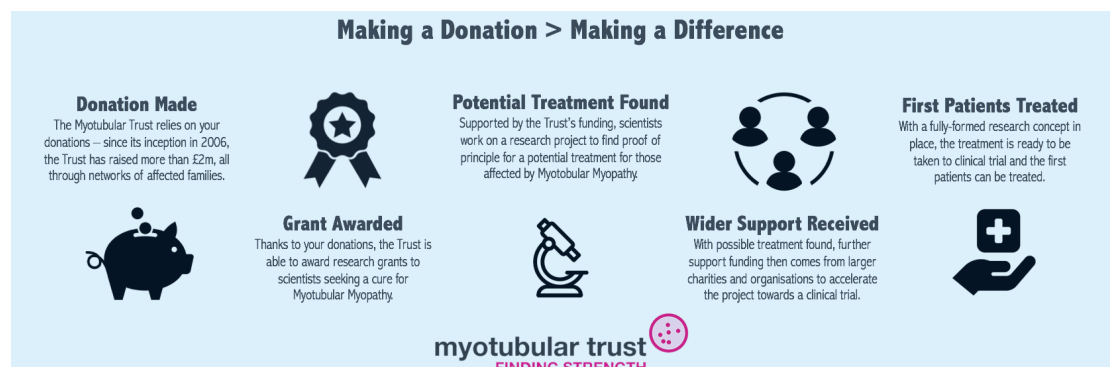 Making a Donation > Making a Difference
Donation Made
The Myotubular Trust relies on your
donations – since its inception in 2006,
the Trust has raised more than £2m, all
through networks of affected families.
Grant Awarded
Thanks to your donations, the Trust is
able to award research grants to
scientists seeking a cure for
Myotubular Myopathy.
Potential Treatment Found
Supported by the Trust's funding, scientists
work on a research project to find proof of
principle for a potential treatment for those
affected by Myotobular Myopathy.
Wider Support Received
With possible treatment found, further
support funding then comes from larger
charities and organisations to accelerate
the project towards a clinical trial.
First Patients Treated
With a fully-formed research concept in
place, the treatment is ready to be
taken to clinical trial and the first
patients can be treated.
myotubular trust
FINDING STRENGTH